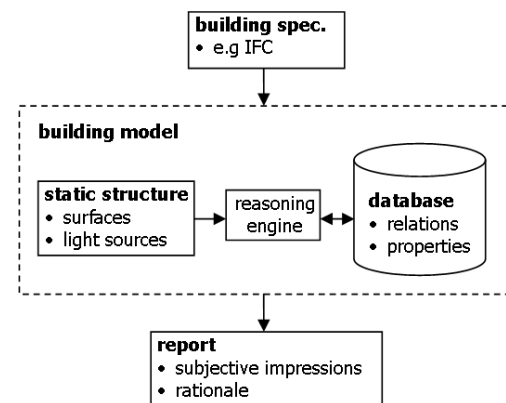 building spec.
• e.g IFC
building model
static structure
• surfaces
• light sources
reasoning
engine
database
• relations
• properties
report
• subjective impressions
• rationale